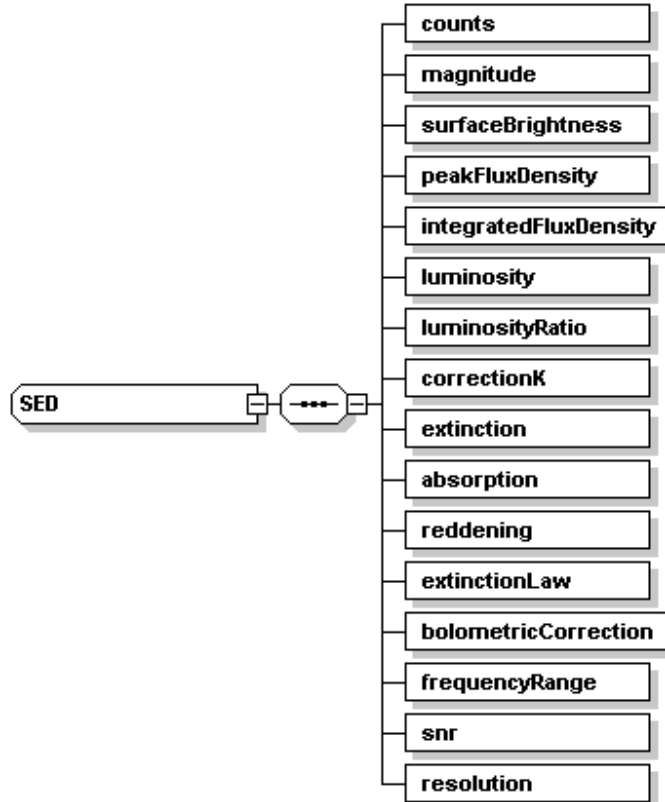 counts
magnitude
surfaceBrightness
peakFluxDensity
integratedFluxDensity
luminosity
luminosityRatio
correctionK
SED
extinction
absorption
reddening
extinctionLaw
bolometricCorrection
frequencyRange
snr
resolution